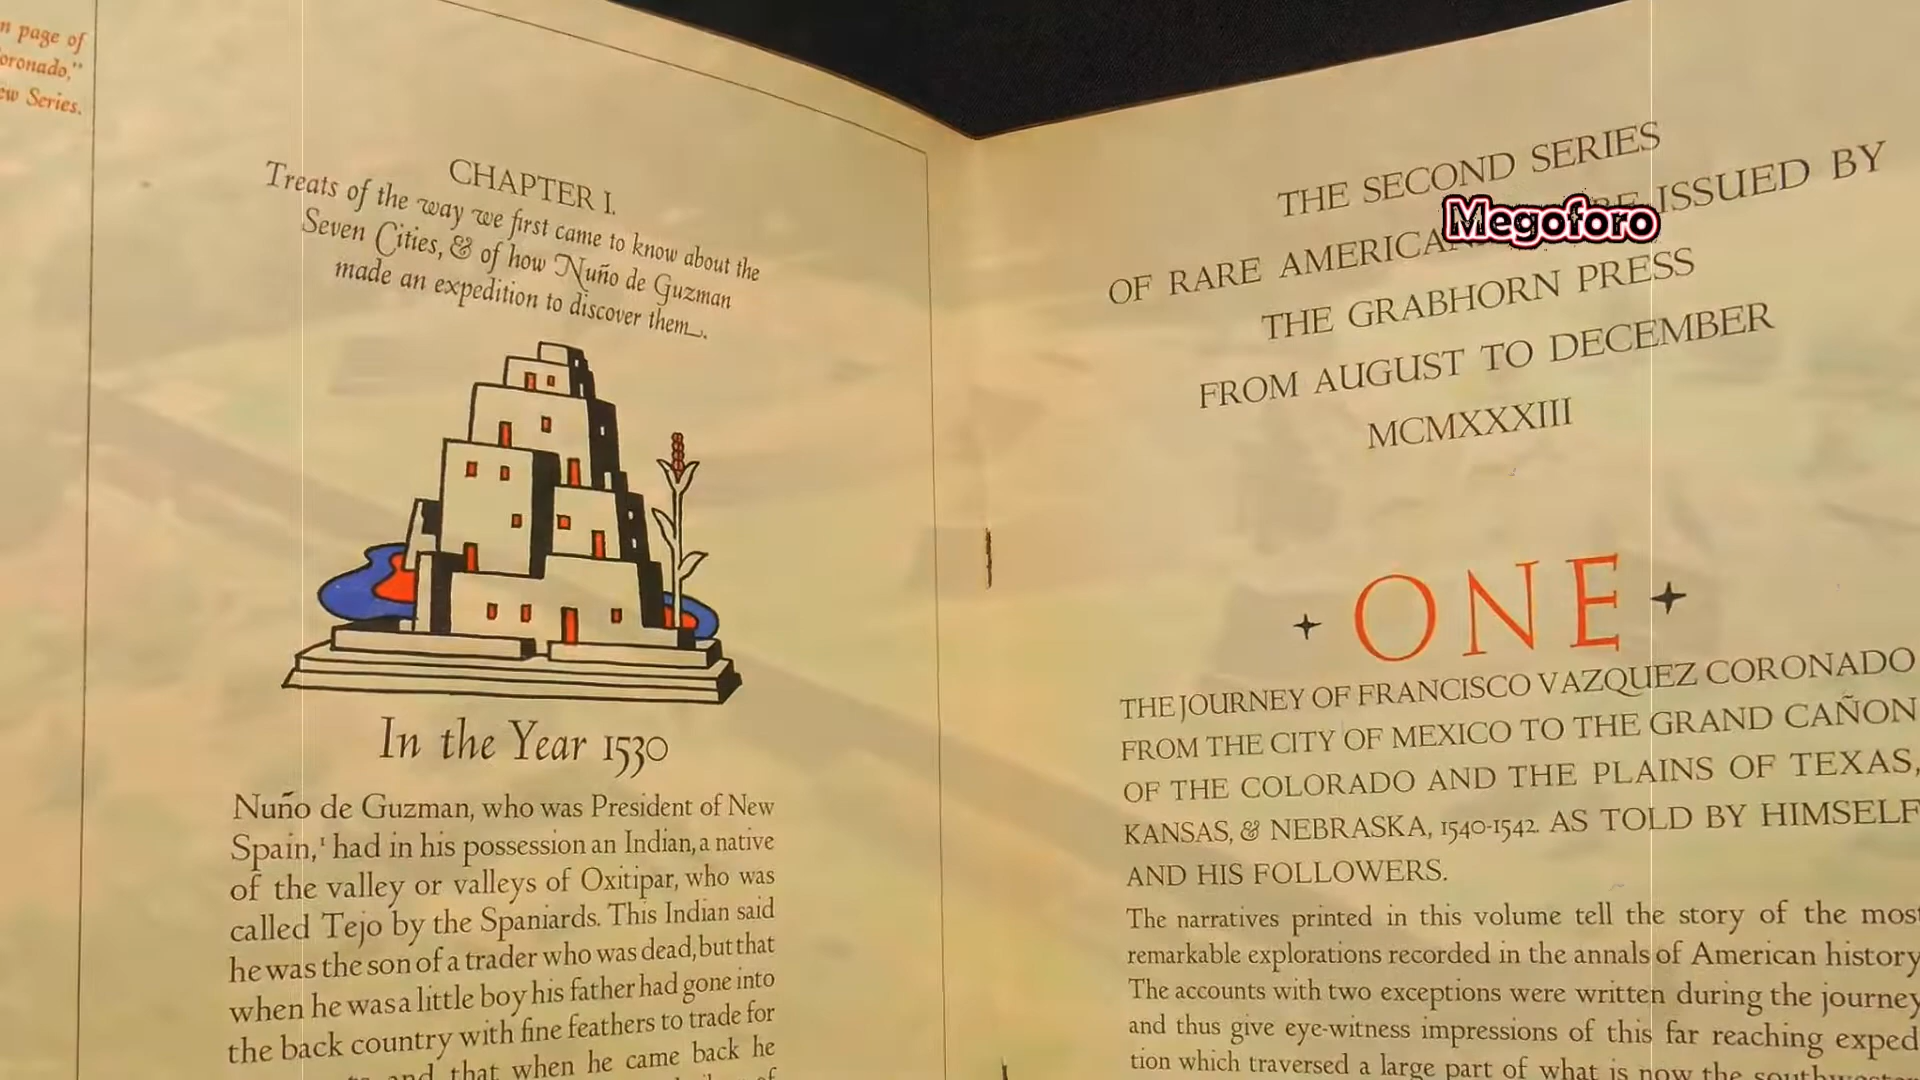 n page of
oronado,"
ew Series.
CHAPTER I.
Treats of the way we first came to know about the
Seven Cities, & of how Nuño de Guzman
made an expedition to discover them.
In the Year 1530
Nuño de Guzman, who was President of New
Spain,¹ had in his possession an Indian, a native
of the valley or valleys of Oxitipar, who was
called Tejo by the Spaniards. This Indian said
he was the son of a trader who was dead, but that
when he was a little boy his father had gone into
the back country with fine feathers to trade for
and that when he came back he
of
THE SECOND SERIES
OF RARE AMERICAN ISSUED BY
Megoforo
THE GRABHORN PRESS
FROM AUGUST TO DECEMBER
MCMXXXIII
ONE
THE JOURNEY OF FRANCISCO VAZQUEZ CORONADO
FROM THE CITY OF MEXICO TO THE GRAND CAÑON
OF THE COLORADO AND THE PLAINS OF TEXAS,
KANSAS, & NEBRASKA, 1540-1542. AS TOLD BY HIMSELF
AND HIS FOLLOWERS.
The narratives printed in this volume tell the story of the most
remarkable explorations recorded in the annals of American history
The accounts with two exceptions were written during the journey
and thus give eye-witness impressions of this far reaching exped
tion which traversed a large part of what is now the southwestern